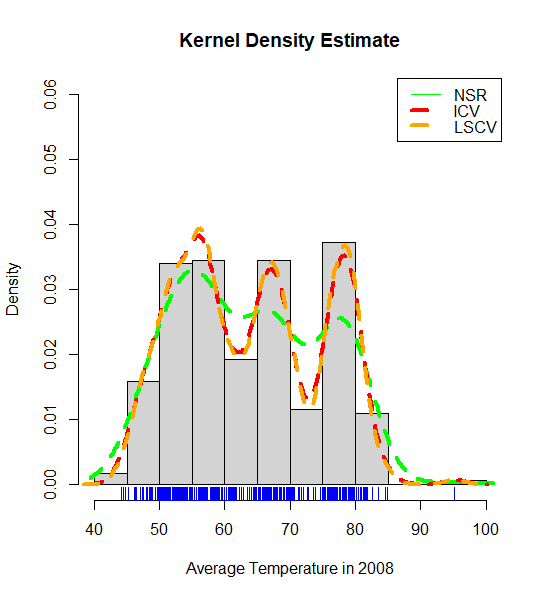 Kernel Density Estimate
NSR
ICV
LSCV
0.06
0.05
0.04
0.03
0.02
0.01
0.00
Density
40 50 60 70 80 90 100
Average Temperature in 2008